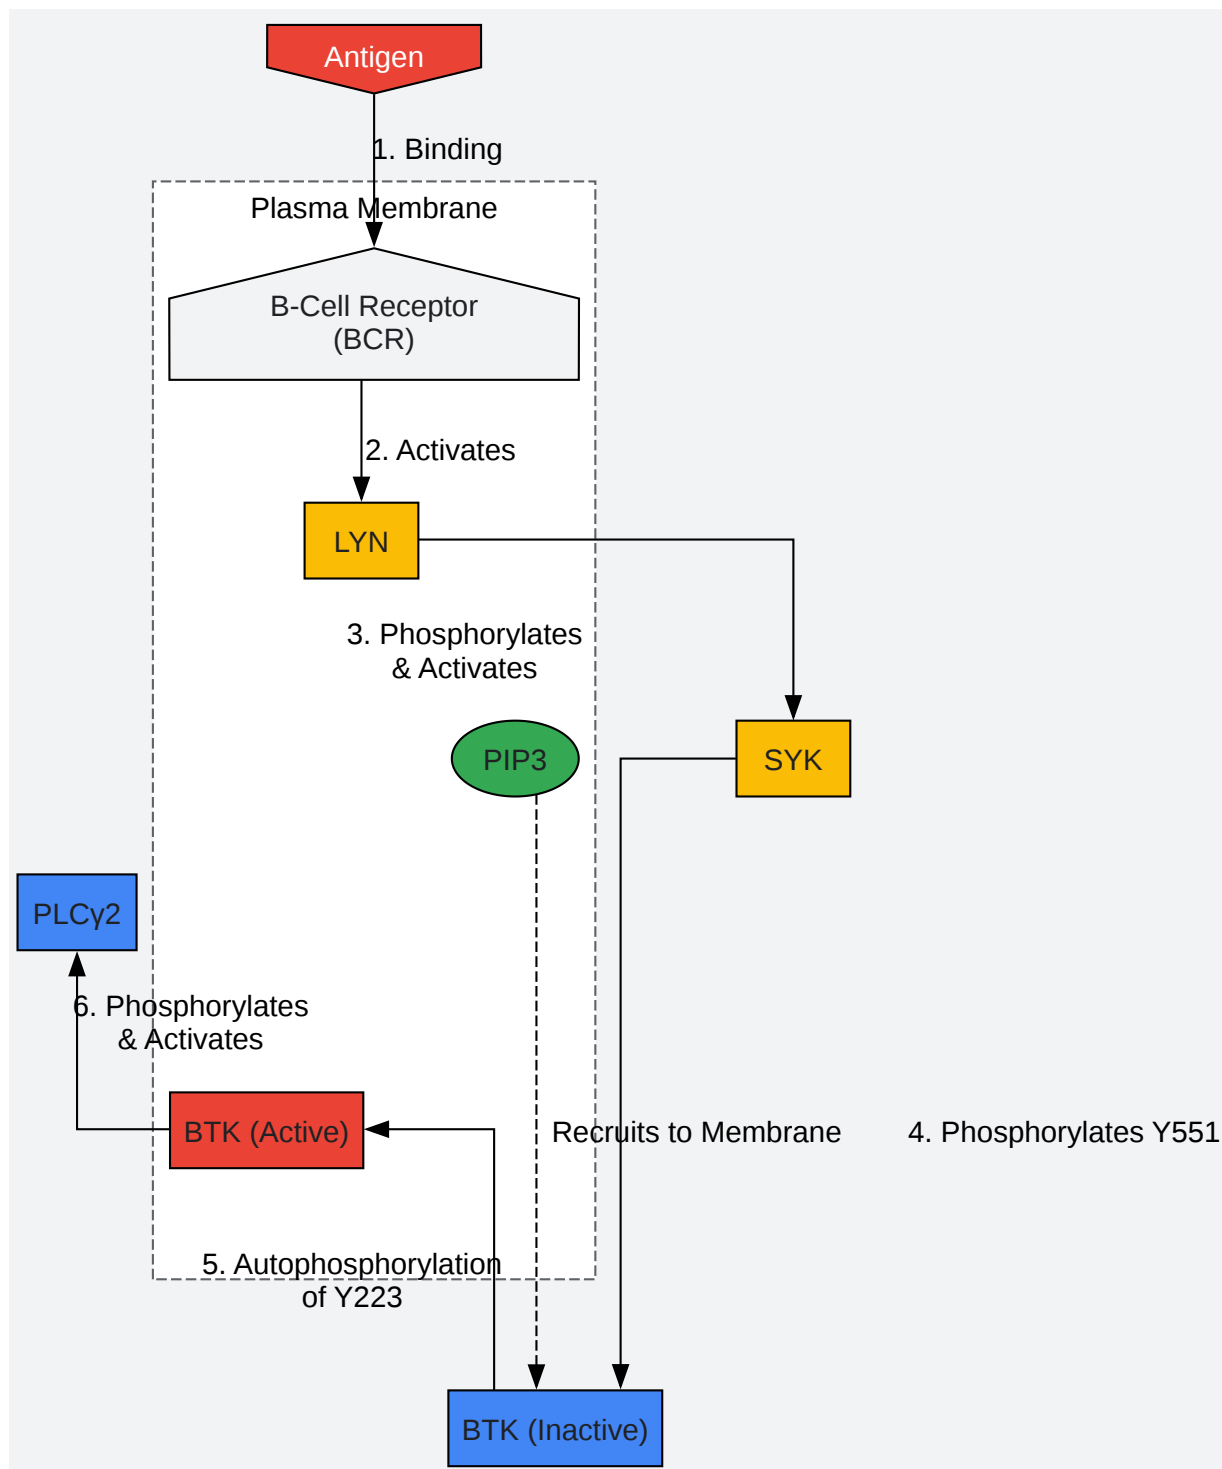 Antigen
1. Binding
Plasma Membrane
B-Cell Receptor
(BCR)
2. Activates
LYN
3. Phosphorylates
& Activates
PIP3
SYK
PLCγ2
6. Phosphorylates
& Activates
BTK (Active)
Recruits to Membrane
4. Phosphorylates Y551
5. Autophosphorylation
of Y223
BTK (Inactive)